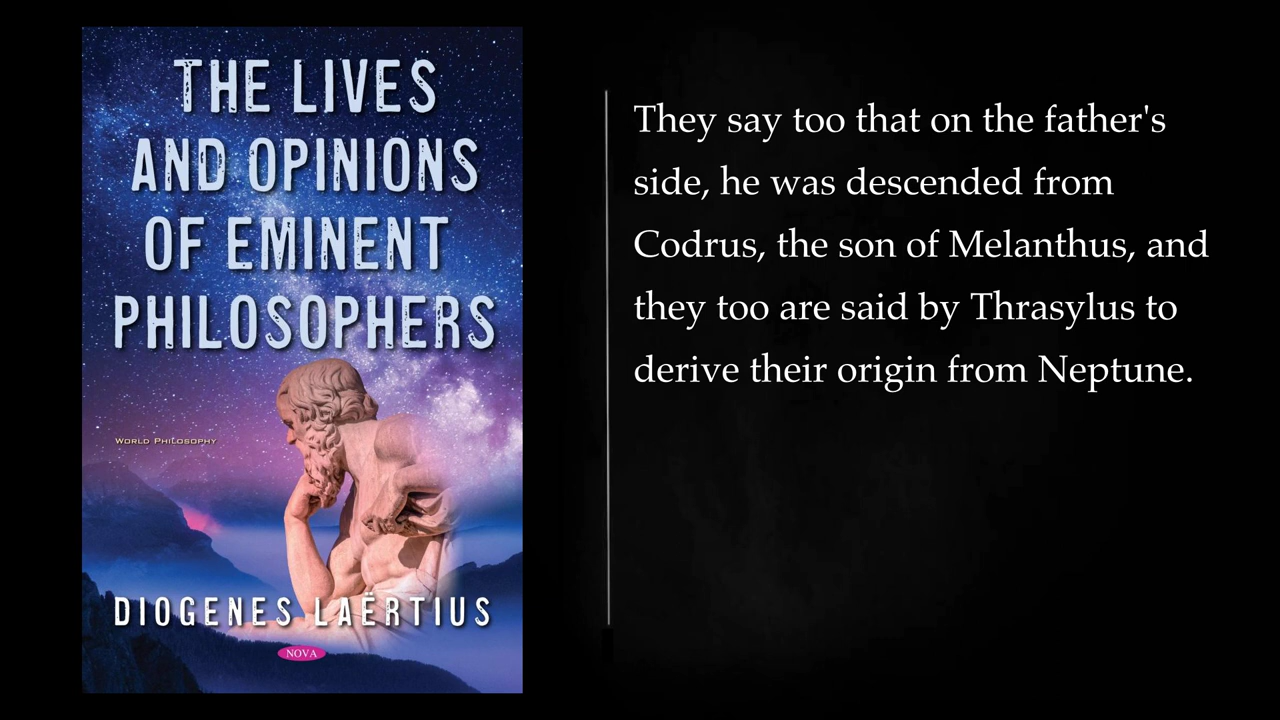 THE LIVES
AND OPINIONS
OF EMINENT
PHILOSOPHERS
WORLD PHILOSOPHY
DIOGENES LAËRTIUS
NOVA
They say too that on the father's
side, he was descended from
Codrus, the son of Melanthus, and
they too are said by Thrasylus to
derive their origin from Neptune.